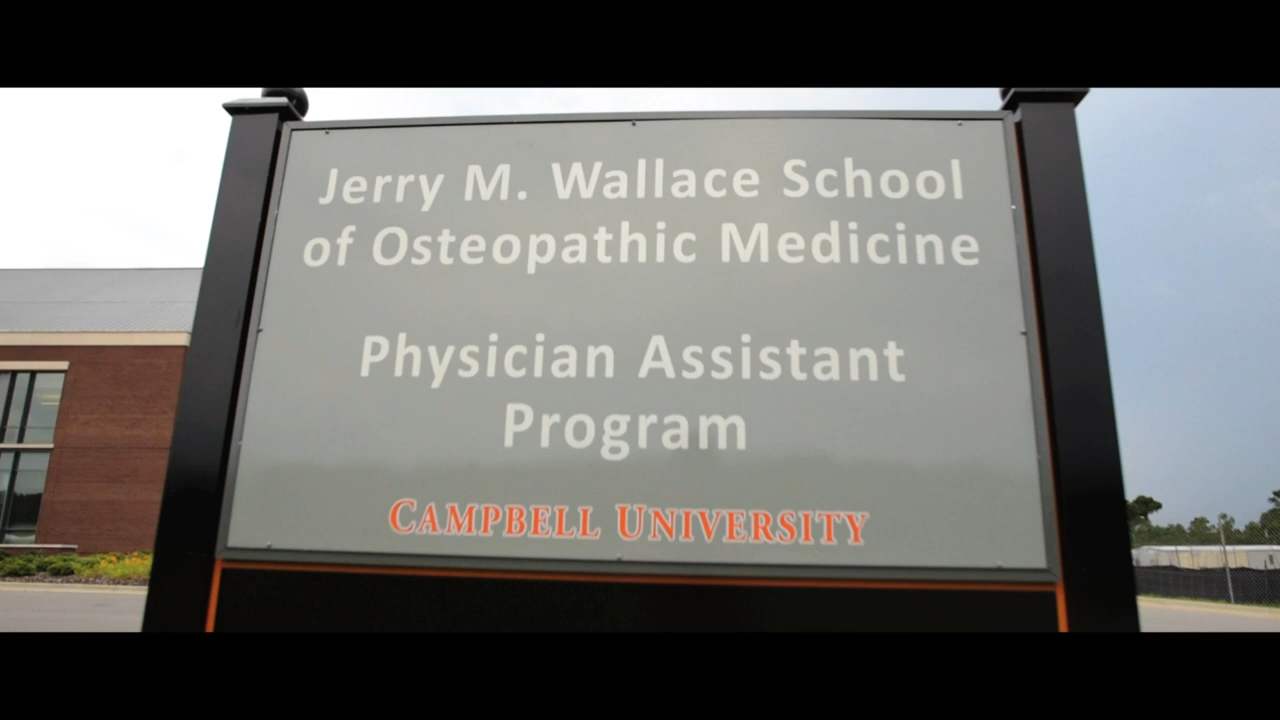 Jerry M. Wallace School
of Osteopathic Medicine
Physician Assistant
Program
CAMPBELL UNIVERSITY